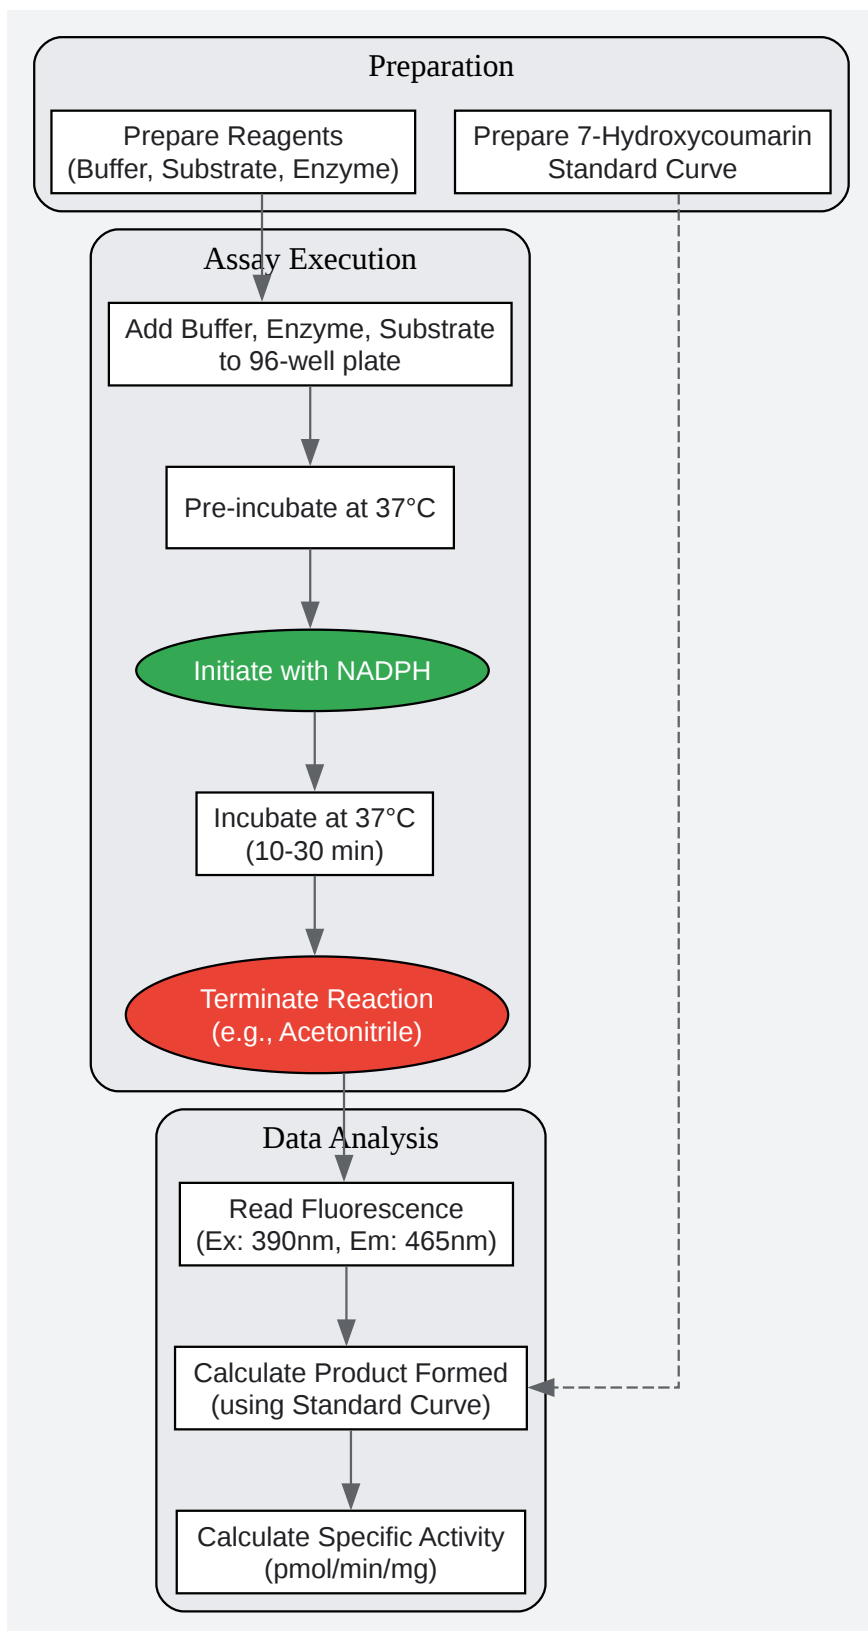 Preparation
Prepare Reagents
(Buffer, Substrate, Enzyme)
Prepare 7-Hydroxycoumarin
Standard Curve
Assay Execution
Add Buffer, Enzyme, Substrate
to 96-well plate
Pre-incubate at 37°C
Initiate with NADPH
Incubate at 37°C
(10-30 min)
Terminate Reaction
(e.g., Acetonitrile)
Data Analysis
Read Fluorescence
(Ex: 390nm, Em: 465nm)
Calculate Product Formed
(using Standard Curve)
Calculate Specific Activity
(pmol/min/mg)